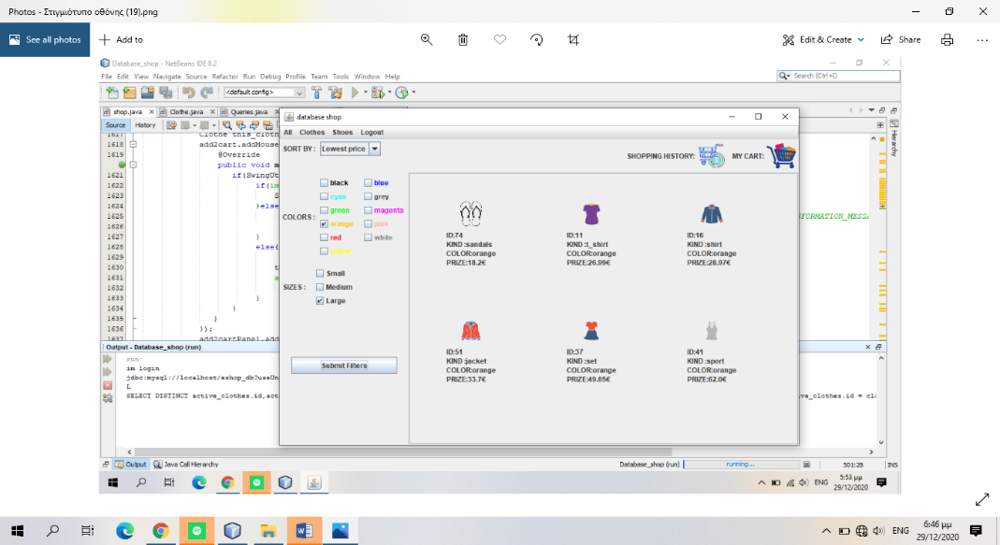 Photos - Στιγμιότυπο οθόνης (19).png
See all photos
Add to
Edit & Create
Share
Database_shop - NetBeans IDE 8.2
File Edit View Navigate Source Refactor Run Debug Profile Team Tools Window Help
Search (Ctrl+I)
<default config>
shop.java
Clothe.java
Queries.java
Source History
Hierarchy
1617
1618 add2cart.addMouse
1619 @Override
public void m
1621 if(SwingUt
1622 if(im
1623 S
1624 }else
1625
FORMATION_MESSA
1626 }
1628 else{
1629
1630 t
1631 a
1632
1633 }
1634 }
1635 }
1636 });
1637 add2cartPanel.add
database shop
All Clothes Shoes Logout
SORT BY : Lowest price
SHOPPING HISTORY:
MY CART:
COLORS :
black blue
cyan grey
green magenta
orange pink
red white
yellow
SIZES :
Small
Medium
Large
Submit Filters
ID:74
KIND :sandals
COLOR:orange
PRIZE:18.2€
ID:11
KIND :t_shirt
COLOR:orange
PRIZE:26.99€
ID:16
KIND :shirt
COLOR:orange
PRIZE:28.97€
ID:51
KIND :jacket
COLOR:orange
PRIZE:33.7€
ID:37
KIND :set
COLOR:orange
PRIZE:49.85€
ID:41
KIND :sport
COLOR:orange
PRIZE:62.0€
Output - Database_shop (run)
run:
im login
jdbc:mysql://localhost/eshop_db?useUn
L
SELECT DISTINCT active_clothes.id,act
ve_clothes.id = clo
Output
Java Call Hierarchy
Database_shop (run)
running...
501:28
INS
ENG
5:53 μμ
29/12/2020
ENG
6:46 μμ
29/12/2020